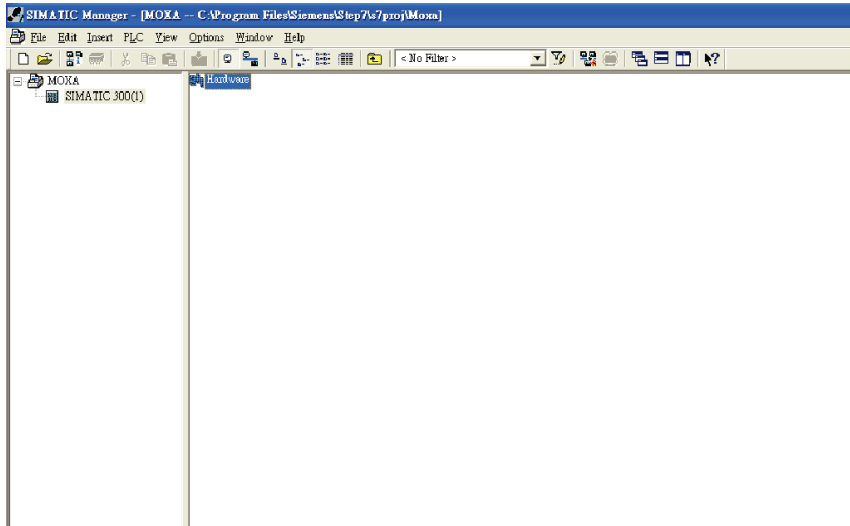 SIMATIC Manager - [MOXA -- C:\Program Files\Siemens\Step7\s7proj\Moxa]
File Edit Insert PLC View Options Window Help
< No Filter >
MOXA
SIMATIC 300(1)
Hardware